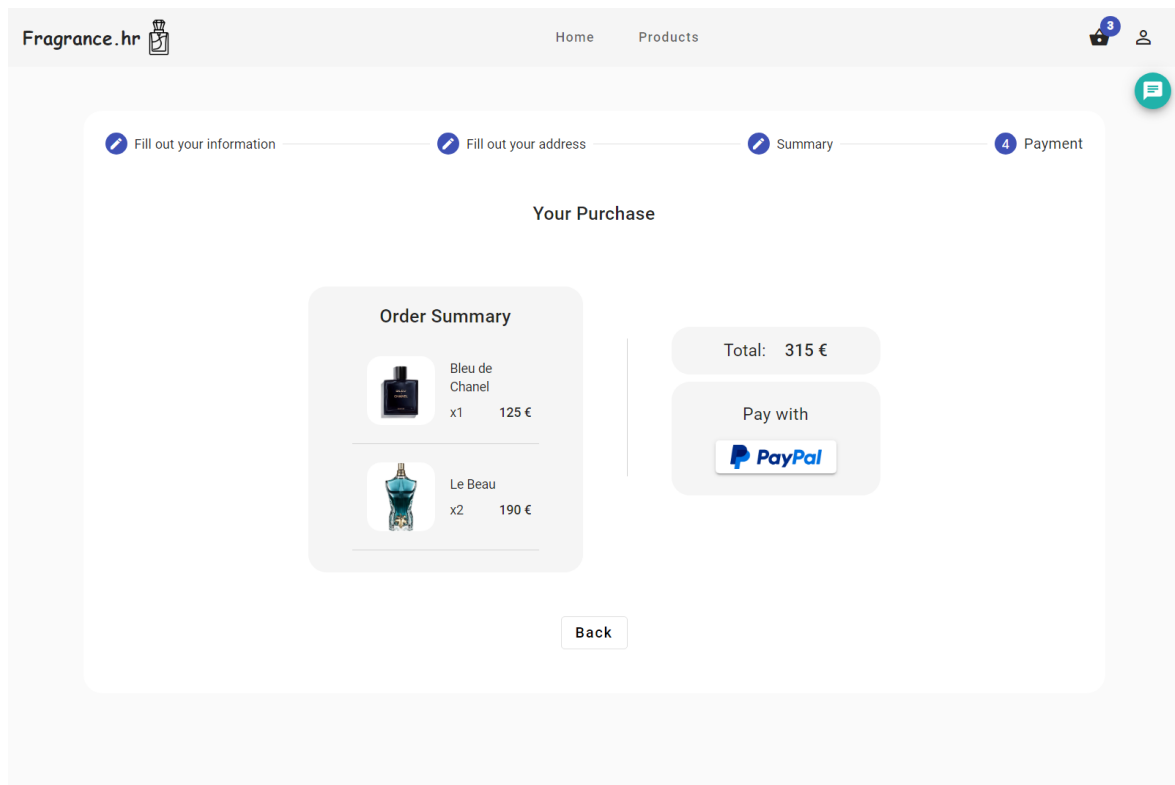 Fragrance.hr
Home Products
3
Fill out your information
Fill out your address
Summary
4 Payment
Your Purchase
Order Summary
Bleu de
Chanel
x1 125 €
Le Beau
x2 190 €
Total: 315 €
Pay with
PayPal
Back